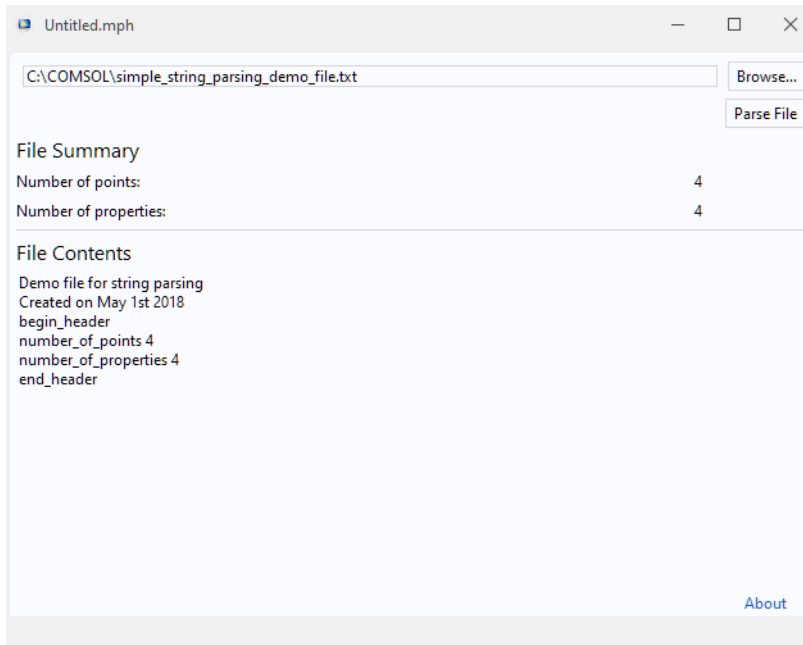 Untitled.mph
C:\COMSOL\simple_string_parsing_demo_file.txt Browse...
Parse File
File Summary
Number of points: 4
Number of properties: 4
File Contents
Demo file for string parsing
Created on May 1st 2018
begin_header
number_of_points 4
number_of_properties 4
end_header
About